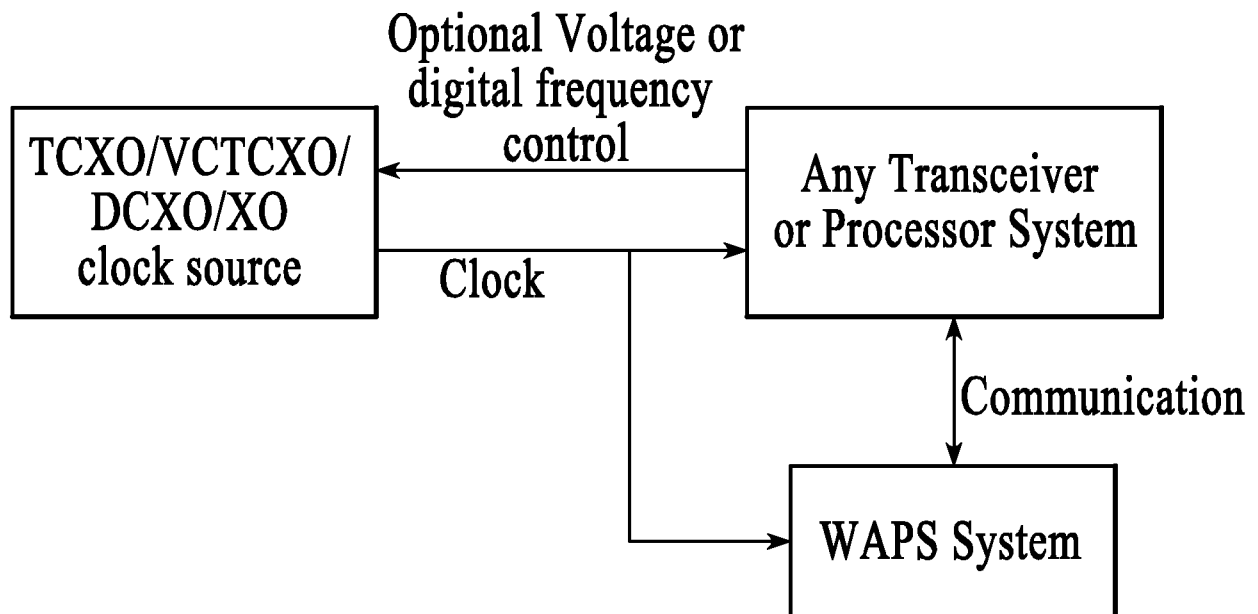 Optional Voltage or
digital frequency
control
TCXO/VCTCXO/
DCXO/XO
clock source
Any Transceiver
or Processor System
Clock
Communication
WAPS System